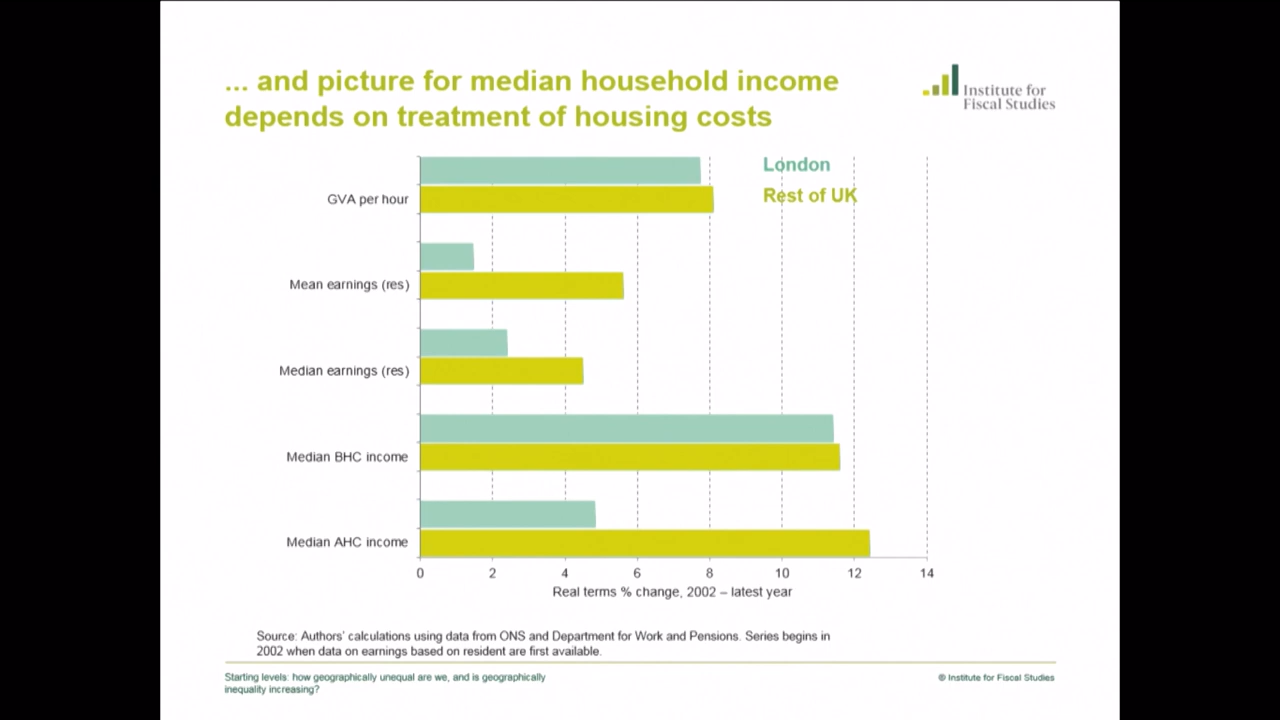 ... and picture for median household income
depends on treatment of housing costs
Institute for
Fiscal Studies
London
Rest of UK
GVA per hour
Mean earnings (res)
Median earnings (res)
Median BHC income
Median AHC income
0 2 4 6 8 10 12 14
Real terms % change, 2002 – latest year
Source: Authors' calculations using data from ONS and Department for Work and Pensions. Series begins in
2002 when data on earnings based on resident are first available.
Starting levels: how geographically unequal are we, and is geographically
inequality increasing?
© Institute for Fiscal Studies